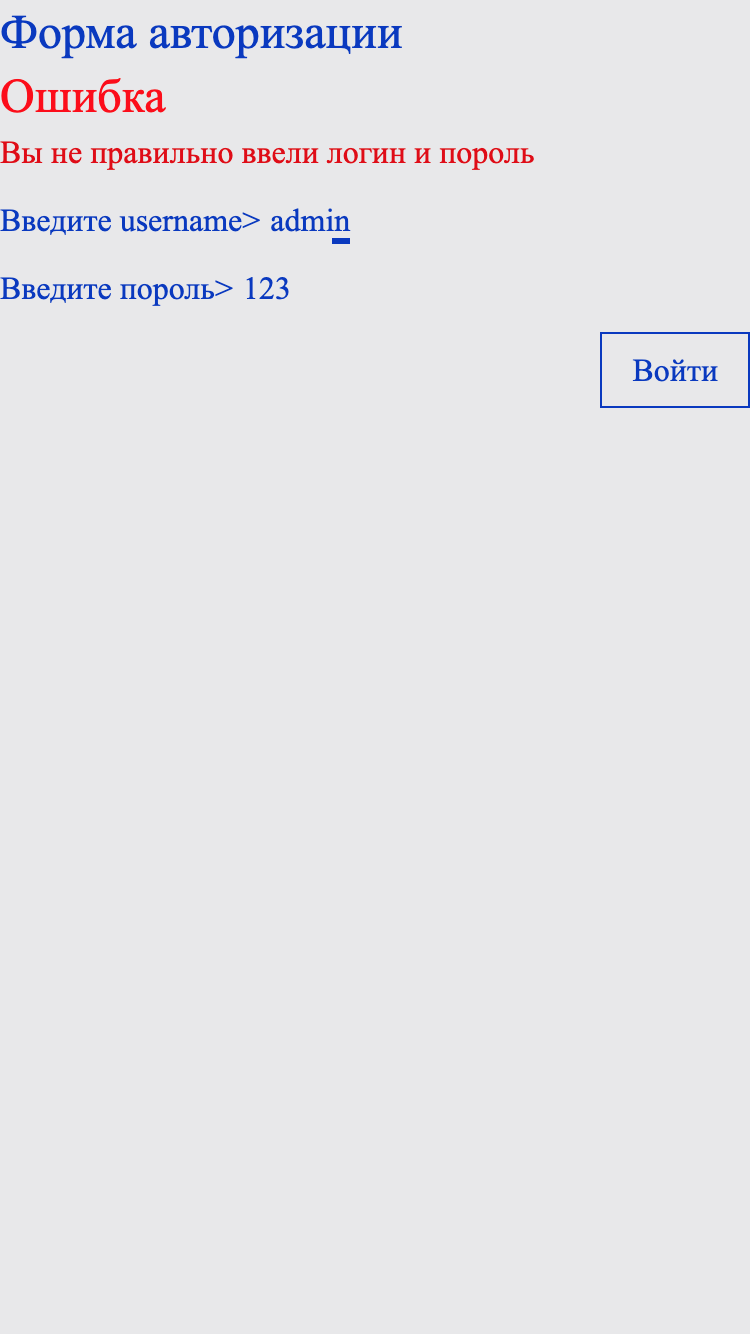 Форма авторизации
Ошибка
Вы не правильно ввели логин и пороль
Введите username> admin
Введите пороль> 123
Войти